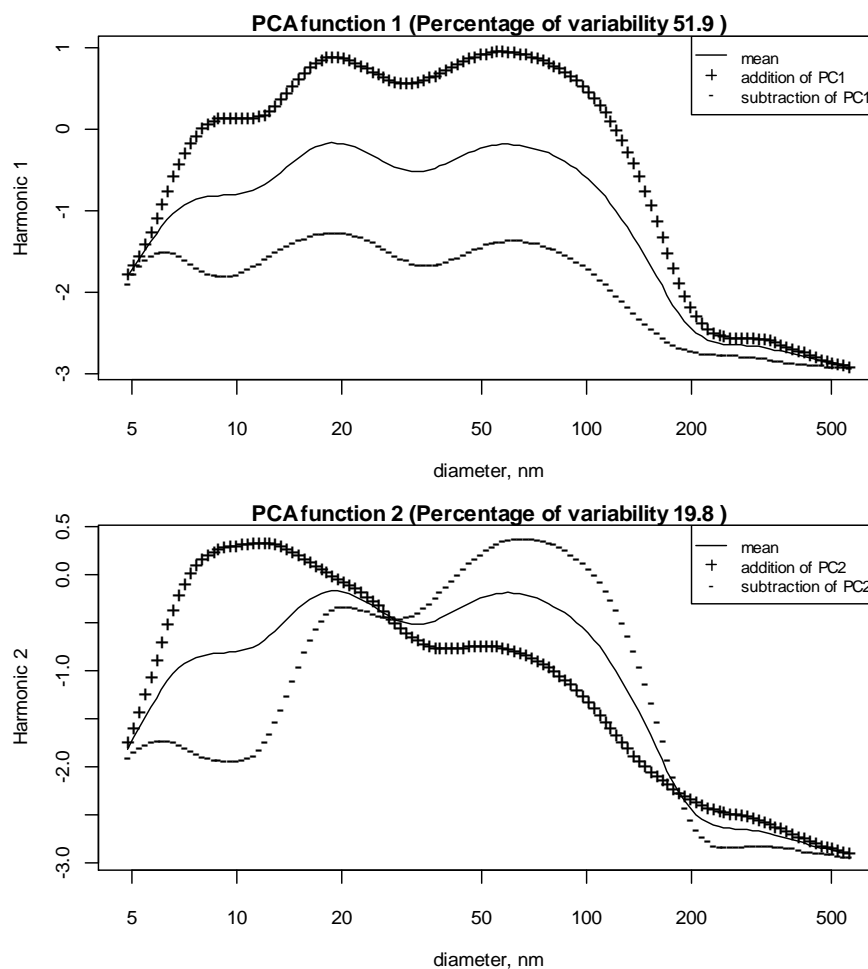 PCA function 1 (Percentage of variability 51.9 )
Harmonic 1
1
0
-1
-2
-3
— mean
+ addition of PC1
- subtraction of PC1
5 10 20 50 100 200 500
diameter, nm
PCA function 2 (Percentage of variability 19.8 )
Harmonic 2
0.5
0.0
-1.0
-2.0
-3.0
— mean
+ addition of PC2
- subtraction of PC2
5 10 20 50 100 200 500
diameter, nm